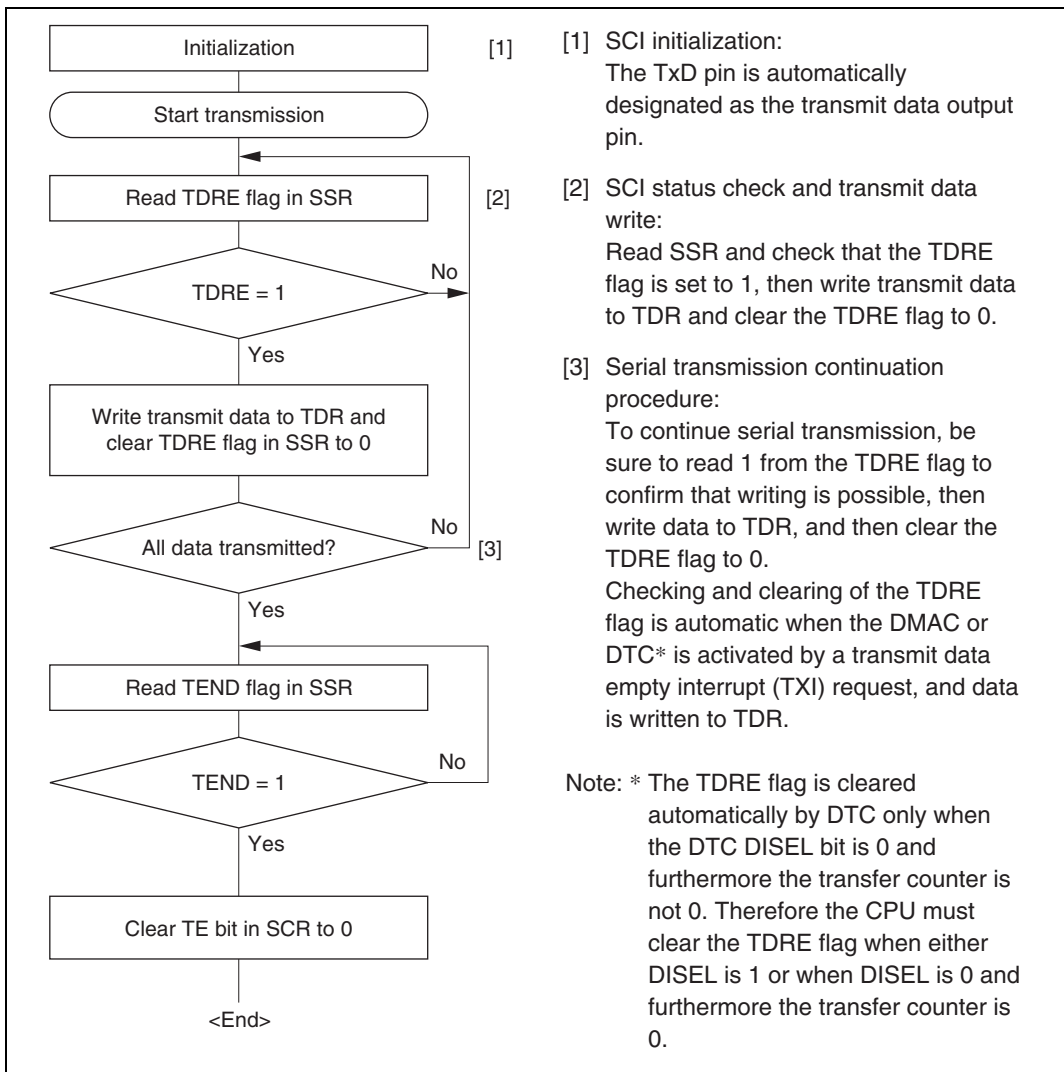 Initialization
[1]
Start transmission
Read TDRE flag in SSR
[2]
TDRE = 1
No
Yes
Write transmit data to TDR and
clear TDRE flag in SSR to 0
All data transmitted?
No
[3]
Yes
Read TEND flag in SSR
TEND = 1
No
Yes
Clear TE bit in SCR to 0
<End>
[1] SCI initialization:
The TxD pin is automatically
designated as the transmit data output
pin.
[2] SCI status check and transmit data
write:
Read SSR and check that the TDRE
flag is set to 1, then write transmit data
to TDR and clear the TDRE flag to 0.
[3] Serial transmission continuation
procedure:
To continue serial transmission, be
sure to read 1 from the TDRE flag to
confirm that writing is possible, then
write data to TDR, and then clear the
TDRE flag to 0.
Checking and clearing of the TDRE
flag is automatic when the DMAC or
DTC* is activated by a transmit data
empty interrupt (TXI) request, and data
is written to TDR.
Note: * The TDRE flag is cleared
automatically by DTC only when
the DTC DISEL bit is 0 and
furthermore the transfer counter is
not 0. Therefore the CPU must
clear the TDRE flag when either
DISEL is 1 or when DISEL is 0 and
furthermore the transfer counter is
0.